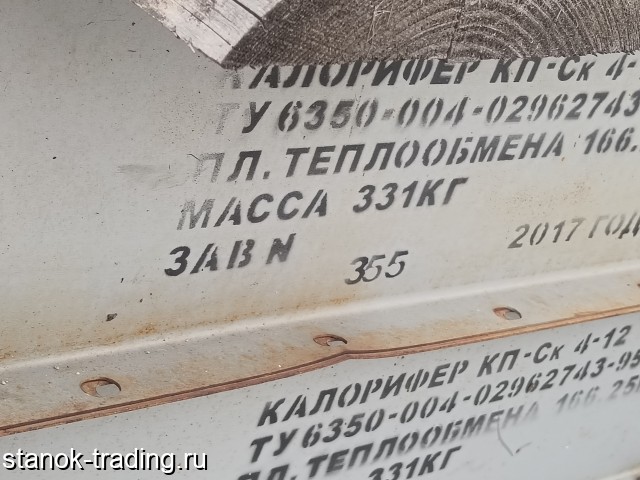 КАЛОРИФЕР КП-Ск 4-
ТУ 6350-004-02962743
ПЛ. ТЕПЛООБМЕНА 166.
МАССА 331КГ
ЗАВ N 355 2017 ГОД
КАЛОРИФЕР КП-Ск 4-12
ТУ 6350-004-02962743-95
ПЛ. ТЕПЛООБМЕНА 166.25
331КГ
stanok-trading.ru